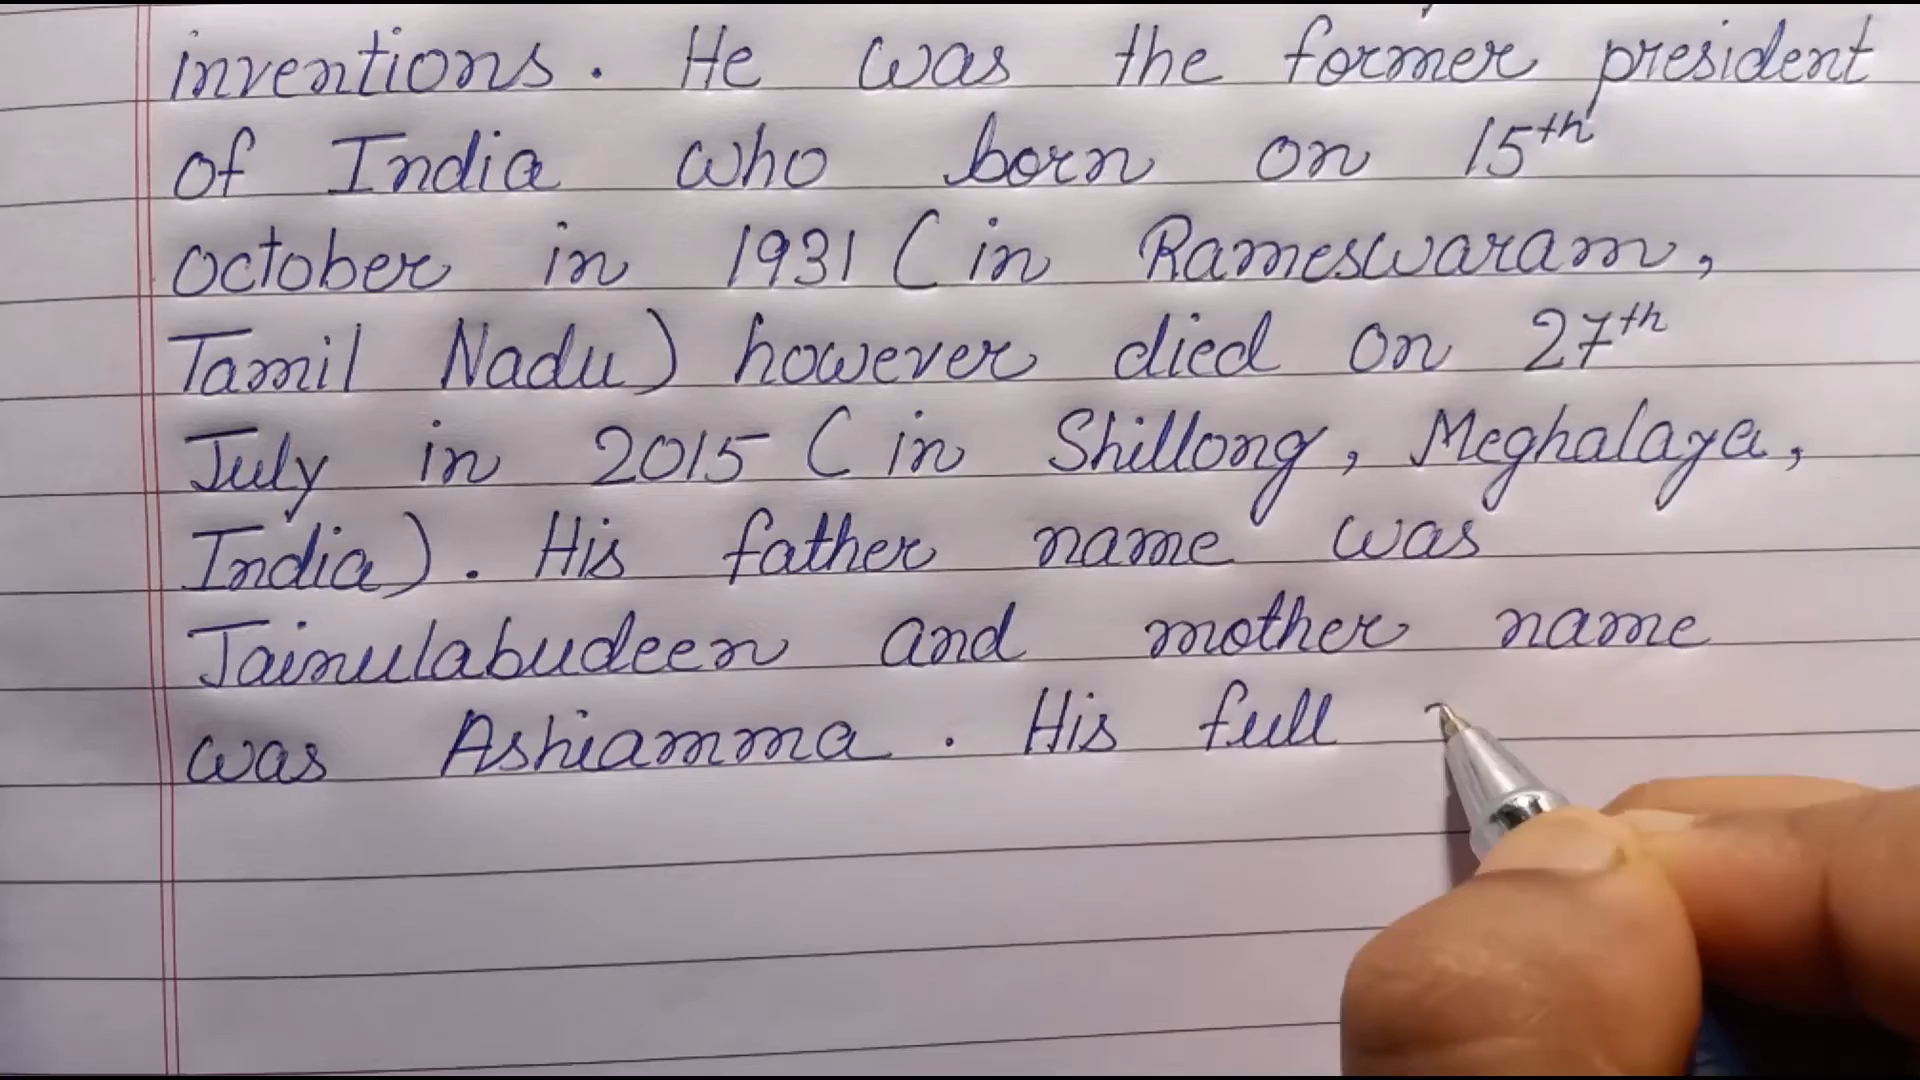 inventions. He was the former president
of India who born on 15th
October in 1931 (in Rameswaram,
Tamil Nadu) however died on 27th
July in 2015 (in Shillong, Meghalaya,
India). His father name was
Jainulabudeen and mother name
was Ashiamma. His full